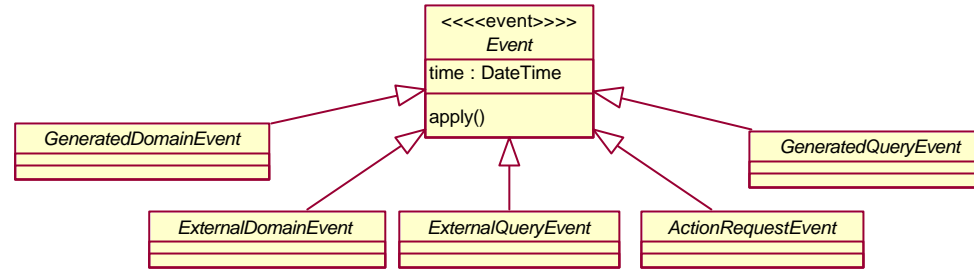 <<<<event>>>>
Event
time : DateTime
apply()
GeneratedDomainEvent
GeneratedQueryEvent
ExternalDomainEvent
ExternalQueryEvent
ActionRequestEvent